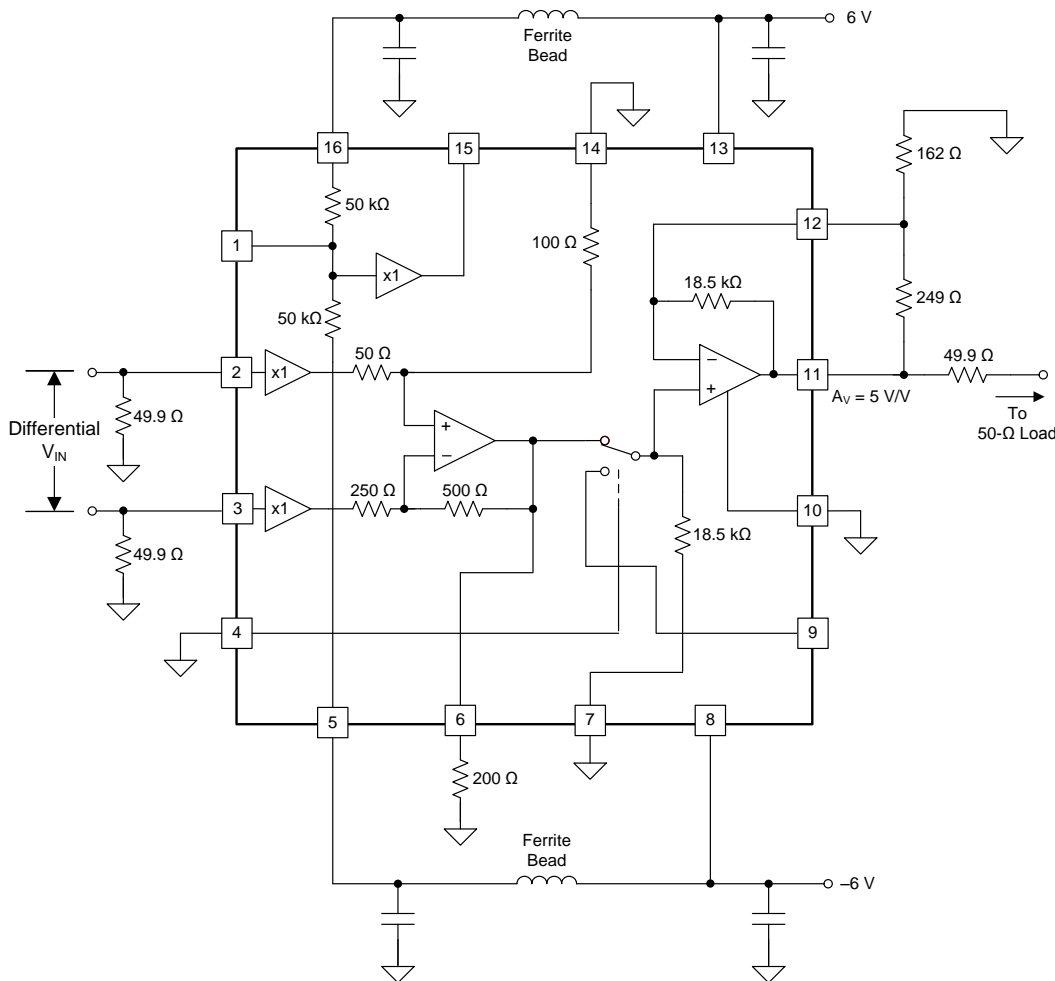 6 V
Ferrite
Bead
16
15
14
13
162 Ω
50 kΩ
12
1
100 Ω
x1
18.5 kΩ
249 Ω
50 kΩ
50 Ω
2
x1
−
+
11
49.9 Ω
A_V = 5 V/V
To
50-Ω Load
49.9 Ω
Differential
V_IN
+
−
250 Ω
500 Ω
3
x1
10
18.5 kΩ
49.9 Ω
4
9
5
6
7
8
200 Ω
Ferrite
Bead
–6 V